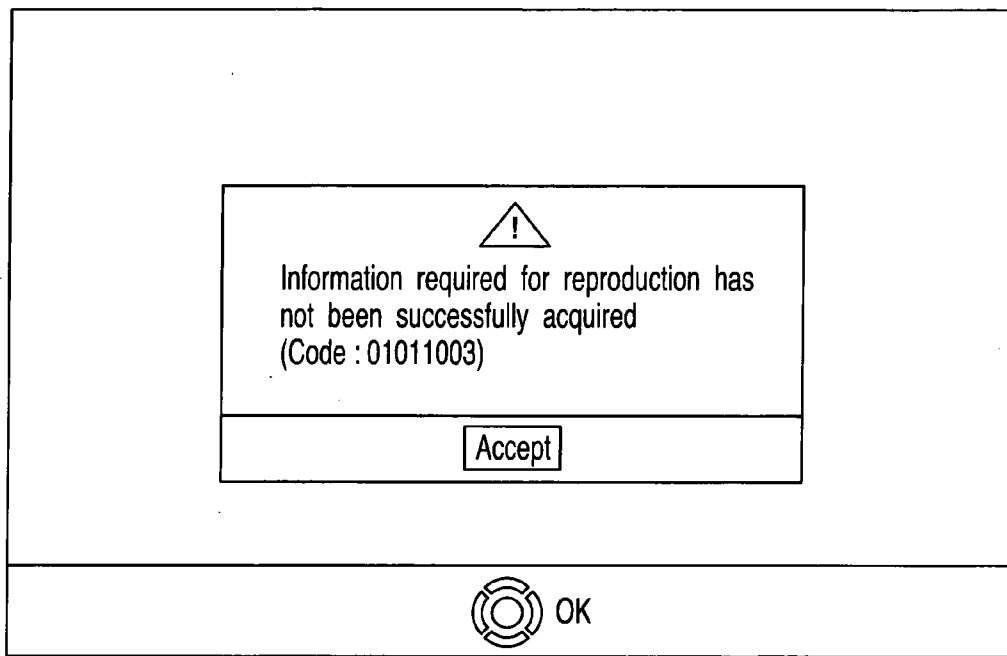 !
Information required for reproduction has
not been successfully acquired
(Code : 01011003)
Accept
OK